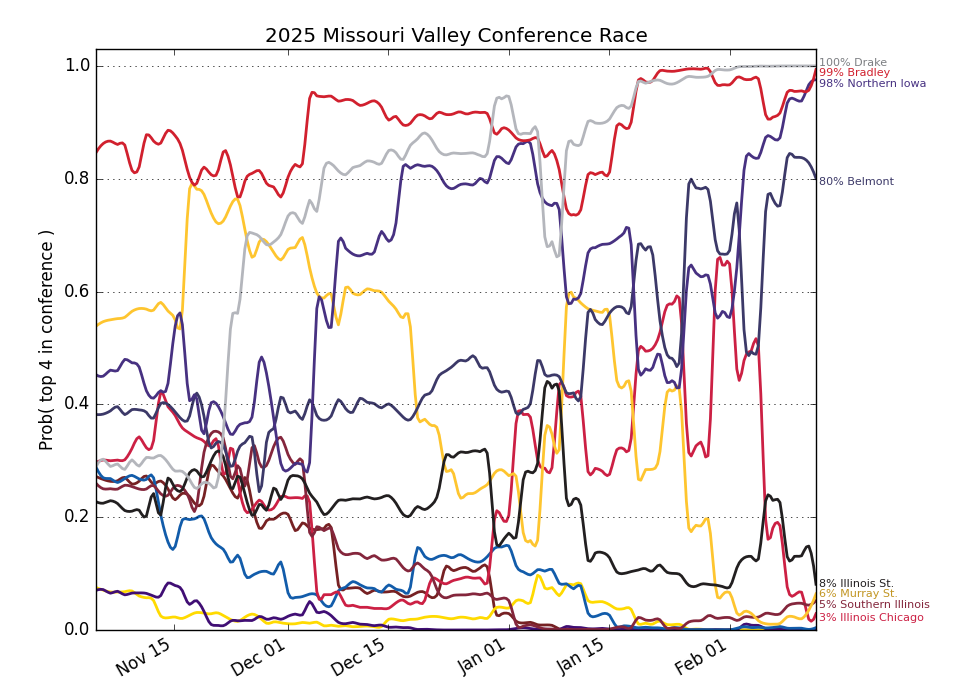 2025 Missouri Valley Conference Race
Prob( top 4 in conference )
1.0
0.8
0.6
0.4
0.2
0.0
Nov 15
Dec 01
Dec 15
Jan 01
Jan 15
Feb 01
100% Drake
99% Bradley
98% Northern Iowa
80% Belmont
8% Illinois St.
6% Murray St.
5% Southern Illinois
3% Illinois Chicago